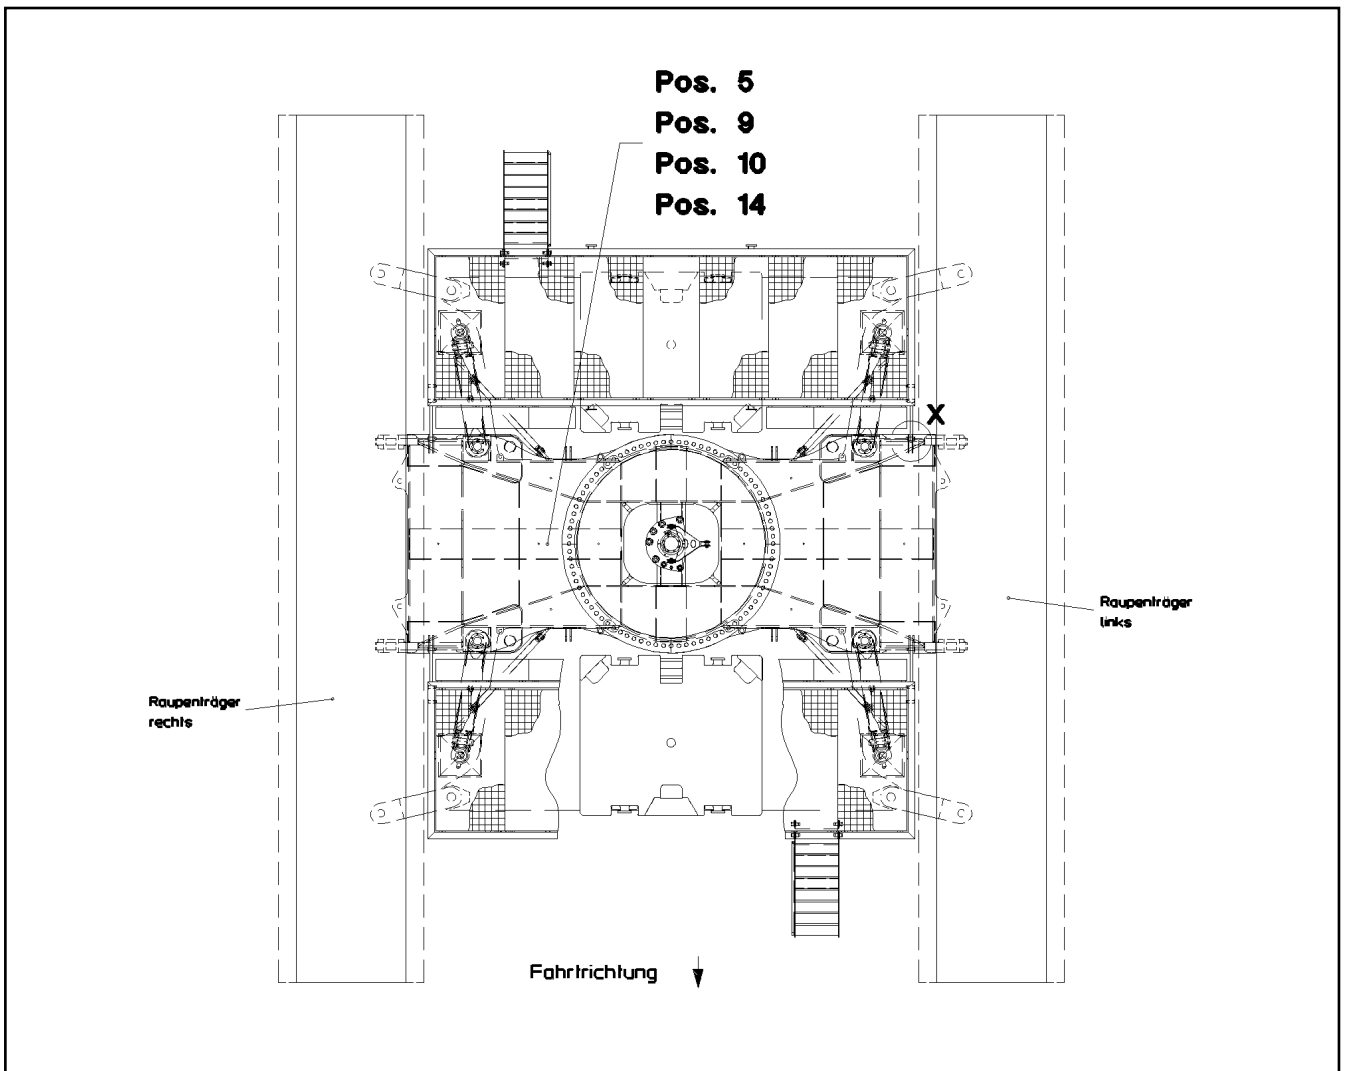 Pos. 5
Pos. 9
Pos. 10
Pos. 14
X
Raupenträger
links
Raupenträger
rechts
Fahrtrichtung